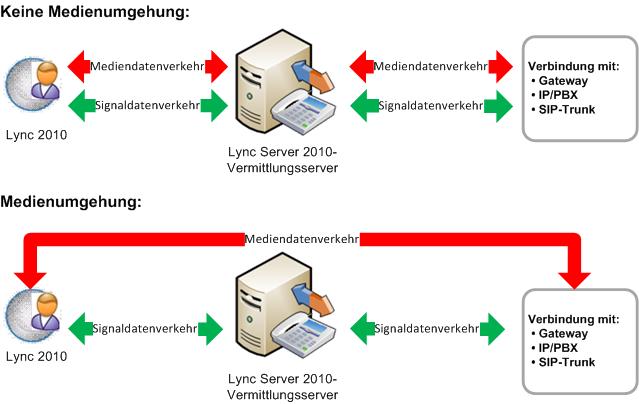 Keine Medienumgehung:
Mediendatenverkehr
Mediendatenverkehr
Signaldatenverkehr
Signaldatenverkehr
Lync 2010
Lync Server 2010-
Vermittlungsserver
Verbindung mit:
• Gateway
• IP/PBX
• SIP-Trunk
Medienumgehung:
Mediendatenverkehr
Signaldatenverkehr
Signaldatenverkehr
Lync 2010
Lync Server 2010-
Vermittlungsserver
Verbindung mit:
• Gateway
• IP/PBX
• SIP-Trunk